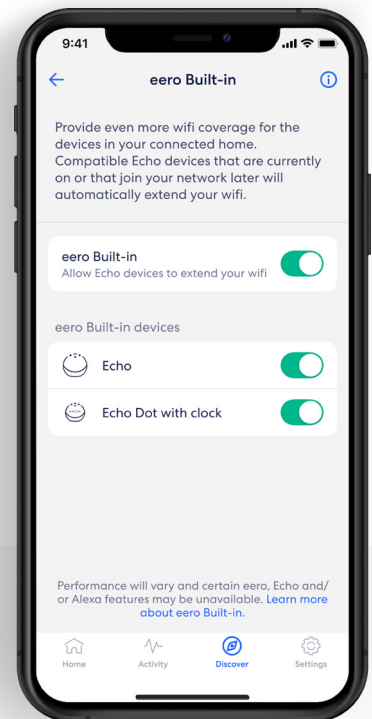 9:41
eero Built-in
Provide even more wifi coverage for the
devices in your connected home.
Compatible Echo devices that are currently
on or that join your network later will
automatically extend your wifi.
eero Built-in
Allow Echo devices to extend your wifi
eero Built-in devices
Echo
Echo Dot with clock
Performance will vary and certain eero, Echo and/
or Alexa features may be unavailable. Learn more
about eero Built-in.
Home
Activity
Discover
Settings